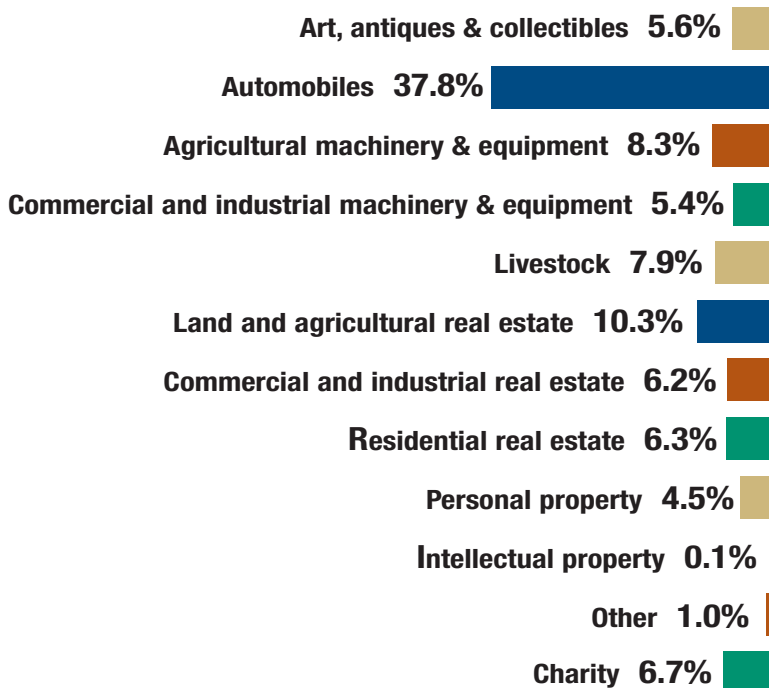 Art, antiques & collectibles 5.6%
Automobiles 37.8%
Agricultural machinery & equipment 8.3%
Commercial and industrial machinery & equipment 5.4%
Livestock 7.9%
Land and agricultural real estate 10.3%
Commercial and industrial real estate 6.2%
Residential real estate 6.3%
Personal property 4.5%
Intellectual property 0.1%
Other 1.0%
Charity 6.7%